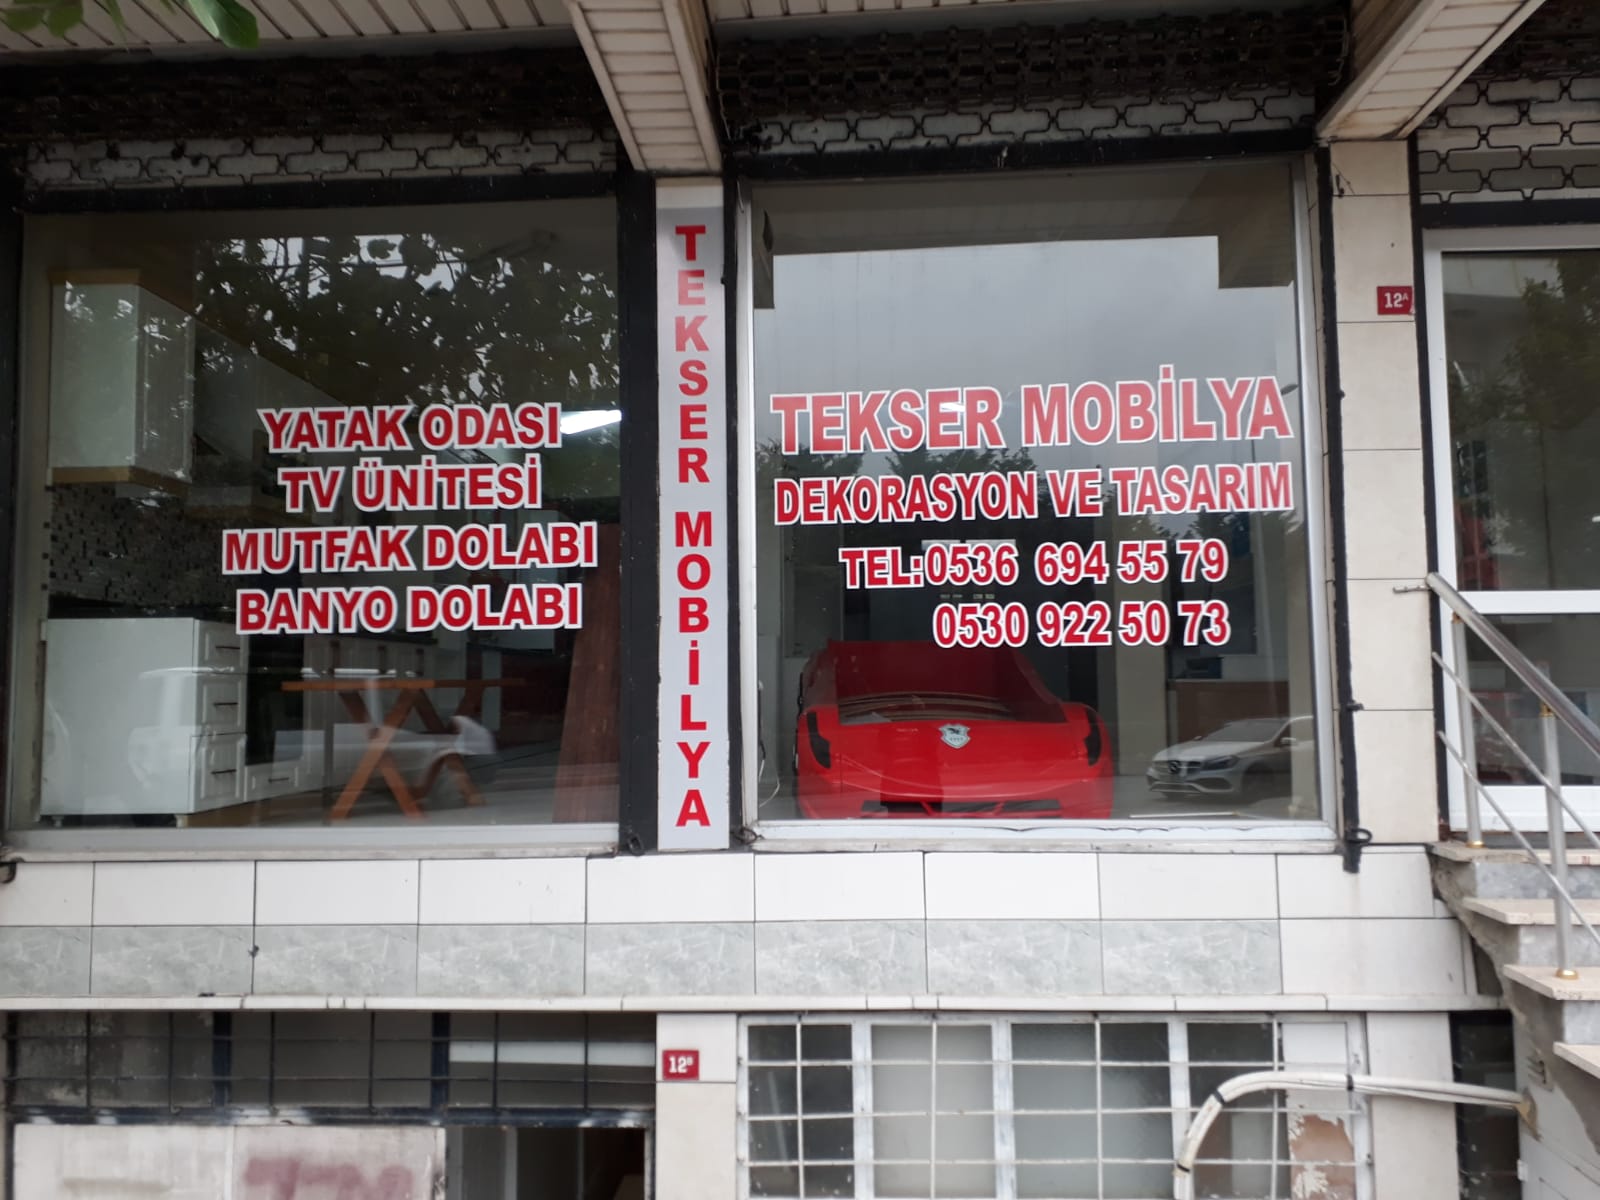 YATAK ODASI
TV ÜNİTESİ
MUTFAK DOLABI
BANYO DOLABI
TEKSER MOBİLYA
TEKSER MOBİLYA
DEKORASYON VE TASARIM
TEL:0536 694 55 79
0530 922 50 73
12A
12B